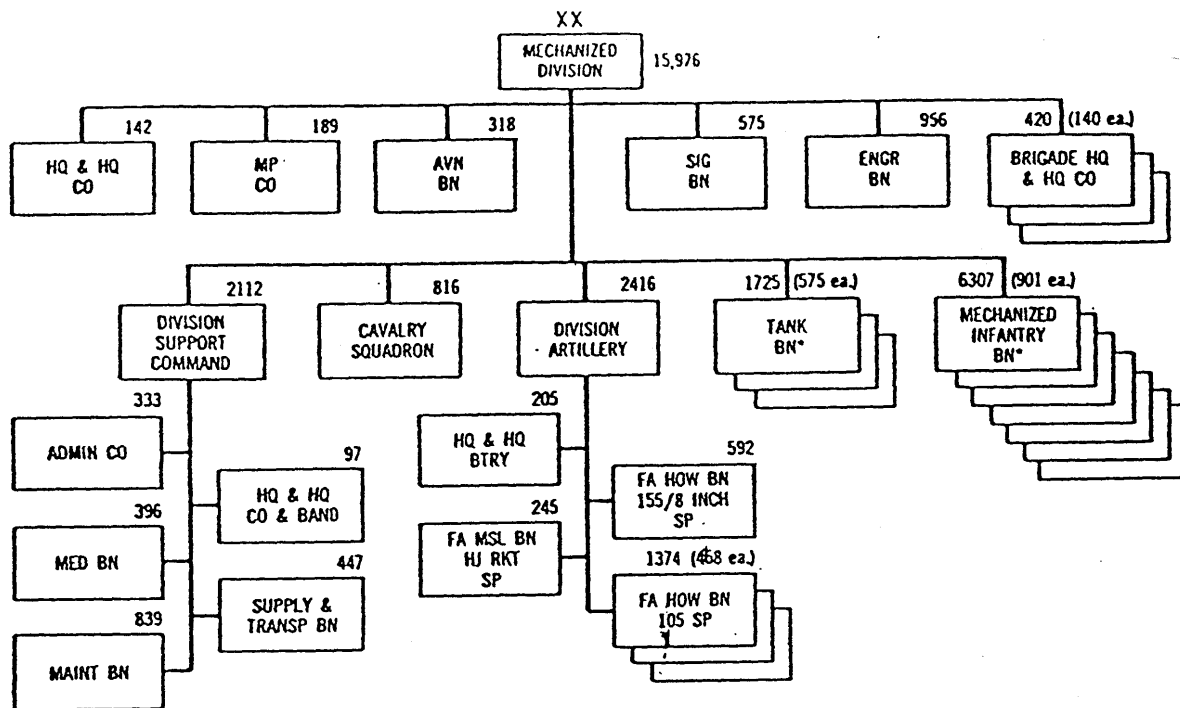 XX
MECHANIZED
DIVISION
15,976
142
HQ & HQ
CO
189
MP
CO
318
AVN
BN
575
SIG
BN
956
ENGR
BN
420 (140 ea.)
BRIGADE HQ
& HQ CO
2112
DIVISION
SUPPORT
COMMAND
816
CAVALRY
SQUADRON
2416
DIVISION
ARTILLERY
1725 (575 ea.)
TANK
BN*
6307 (901 ea.)
MECHANIZED
INFANTRY
BN*
333
ADMIN CO
97
HQ & HQ
CO & BAND
396
MED BN
447
SUPPLY &
TRANSP BN
839
MAINT BN
205
HQ & HQ
BTRY
592
FA HOW BN
155/8 INCH
SP
245
FA MSL BN
HJ RKT
SP
1374 (458 ea.)
FA HOW BN
105 SP